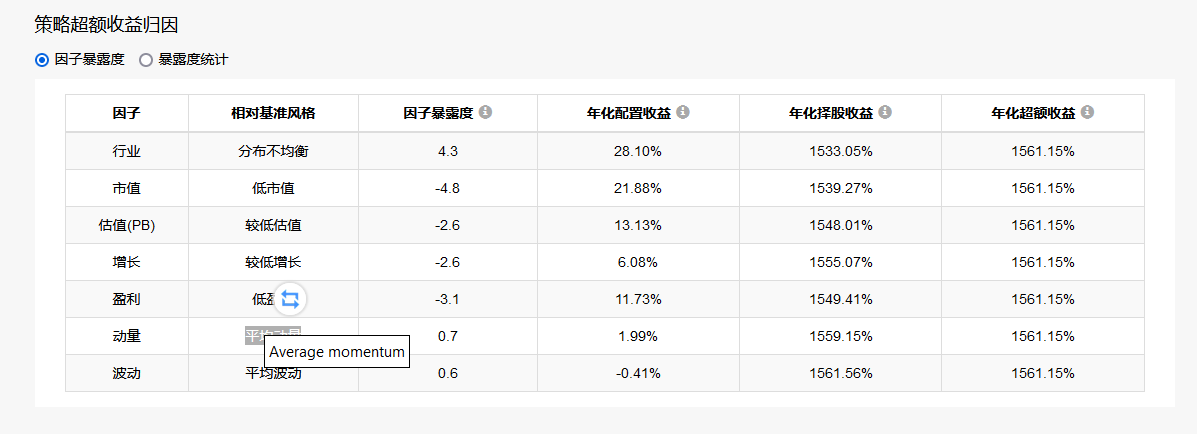 策略超额收益归因
因子暴露度 暴露度统计
因子 相对基准风格 因子暴露度 年化配置收益 年化择股收益 年化超额收益
行业 分布不均衡 4.3 28.10% 1533.05% 1561.15%
市值 低市值 -4.8 21.88% 1539.27% 1561.15%
估值(PB) 较低估值 -2.6 13.13% 1548.01% 1561.15%
增长 较低增长 -2.6 6.08% 1555.07% 1561.15%
盈利 低 -3.1 11.73% 1549.41% 1561.15%
动量 平均动量 0.7 1.99% 1559.15% 1561.15%
Average momentum
波动 平均波动 0.6 -0.41% 1561.56% 1561.15%